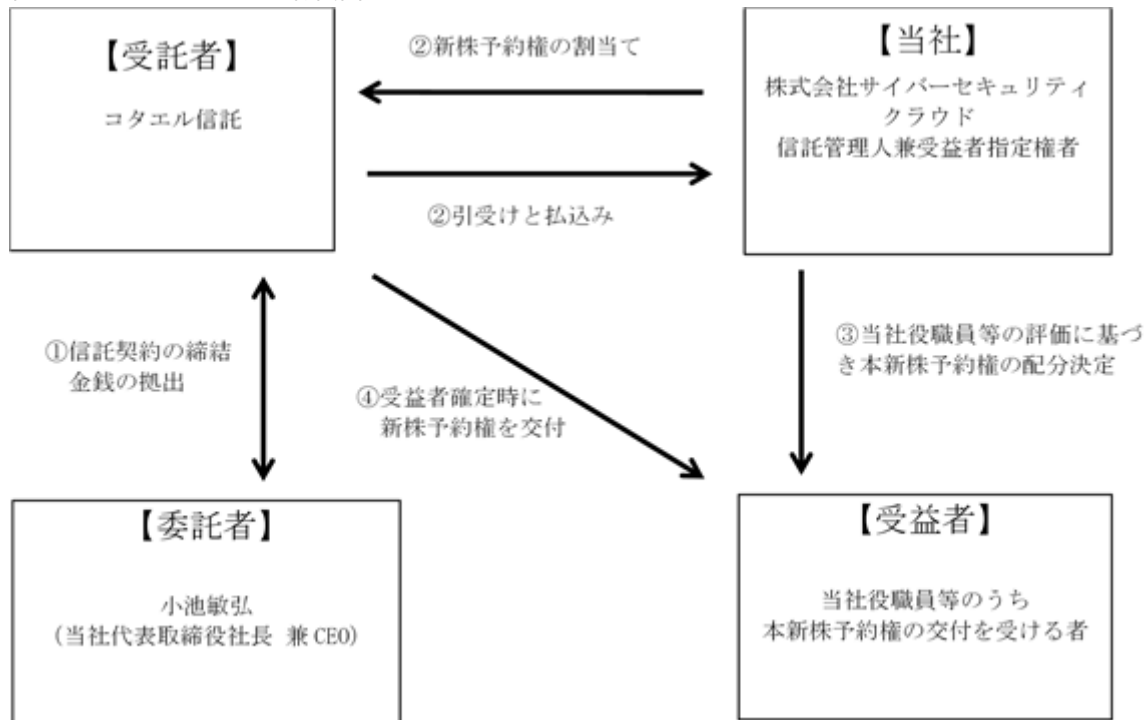 【受託者】
コタエル信託
②新株予約権の割当て
②引受けと払込み
【当社】
株式会社サイバーセキュリティ
クラウド
信託管理人兼受益者指定権者
①信託契約の締結
金銭の拠出
④受益者確定時に
新株予約権を交付
③当社役職員等の評価に基づ
き本新株予約権の配分決定
【委託者】
小池敏弘
(当社代表取締役社長 兼 CEO)
【受益者】
当社役職員等のうち
本新株予約権の交付を受ける者